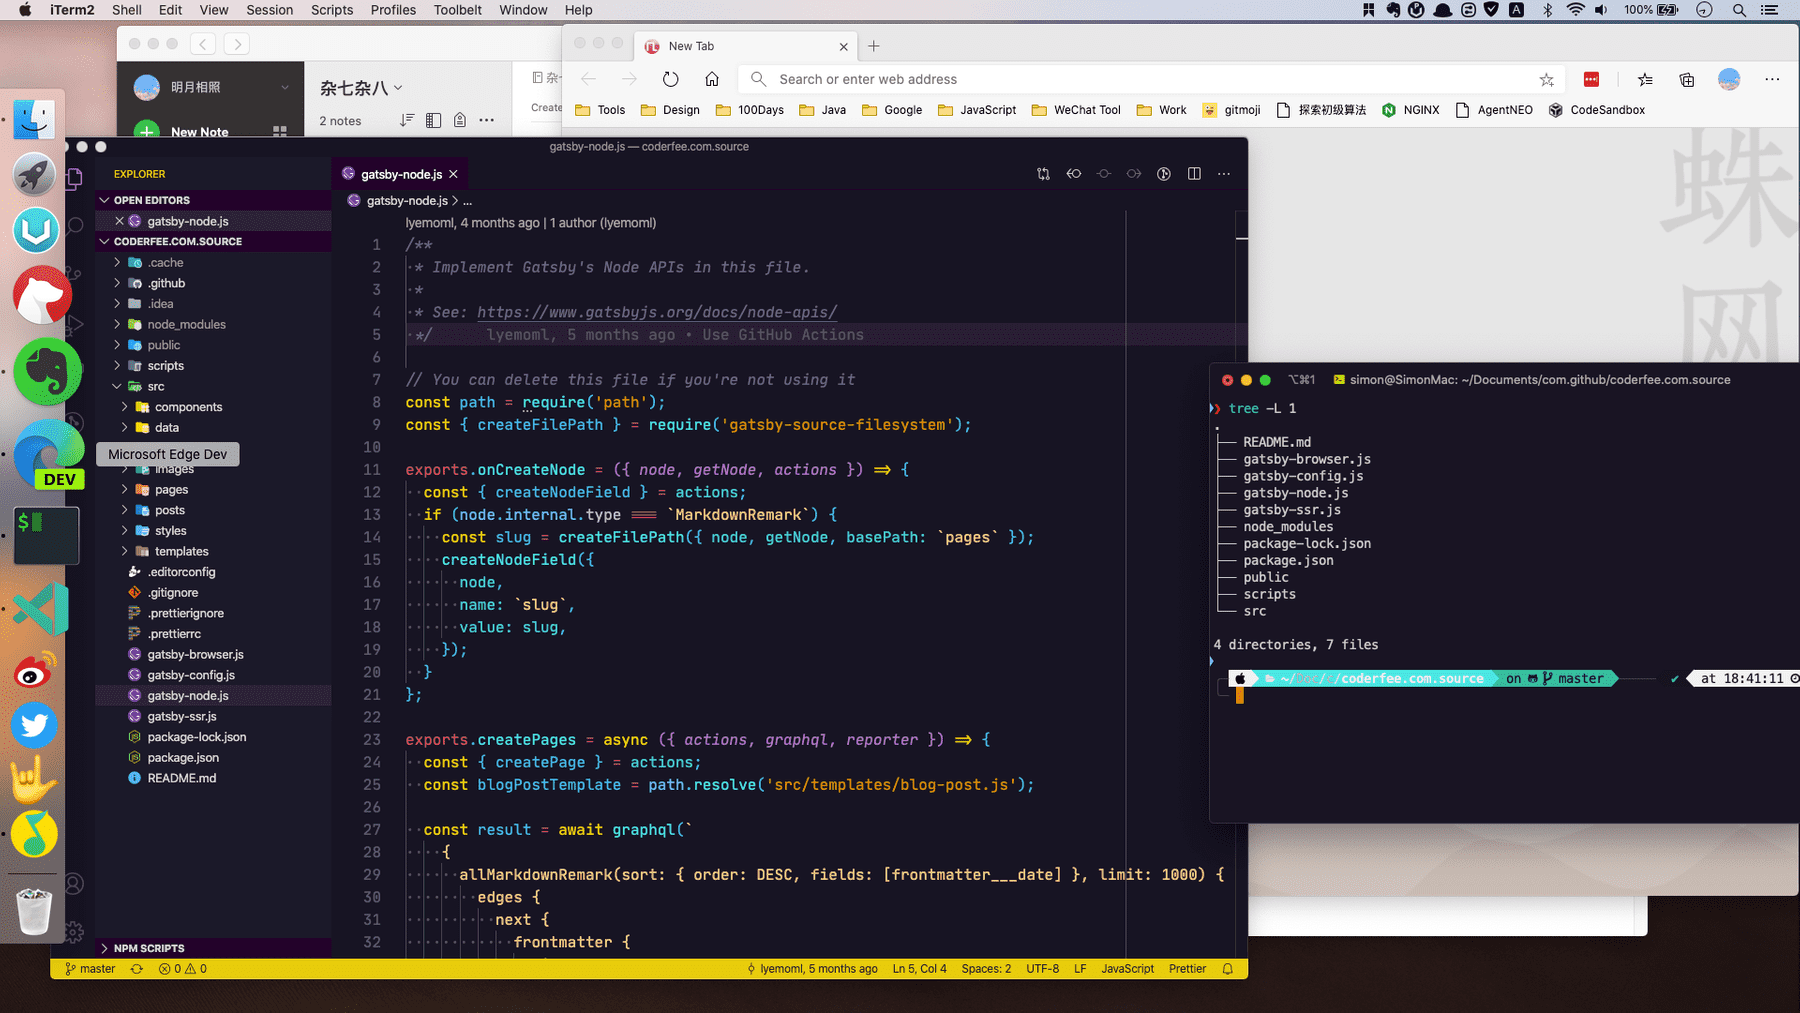 iTerm2 Shell Edit View Session Scripts Profiles Toolbelt Window Help
100%
明月相照
New Note
杂七杂八
2 notes
杂
Create
New Tab
Search or enter web address
Tools Design 100Days Java Google JavaScript WeChat Tool Work gitmoji 探索初级算法 NGINX AgentNEO CodeSandbox
蛛
网
gatsby-node.js — coderfee.com.source
EXPLORER
OPEN EDITORS
gatsby-node.js
CODERFEE.COM.SOURCE
.cache
.github
.idea
node_modules
public
scripts
src
components
data
Microsoft Edge Dev
images
pages
posts
styles
templates
.editorconfig
.gitignore
.prettierignore
.prettierrc
gatsby-browser.js
gatsby-config.js
gatsby-node.js
gatsby-ssr.js
package-lock.json
package.json
README.md
NPM SCRIPTS
DEV
$
gatsby-node.js
gatsby-node.js > ...
lyemoml, 4 months ago | 1 author (lyemoml)
1 /**
2 * Implement Gatsby's Node APIs in this file.
3 *
4 * See: https://www.gatsbyjs.org/docs/node-apis/
5 */ lyemoml, 5 months ago • Use GitHub Actions
6
7 // You can delete this file if you're not using it
8 const path = require('path');
9 const { createFilePath } = require('gatsby-source-filesystem');
10
11 exports.onCreateNode = ({ node, getNode, actions }) => {
12 const { createNodeField } = actions;
13 if (node.internal.type === `MarkdownRemark`) {
14 const slug = createFilePath({ node, getNode, basePath: `pages` });
15 createNodeField({
16 node,
17 name: `slug`,
18 value: slug,
19 });
20 }
21 };
22
23 exports.createPages = async ({ actions, graphql, reporter }) => {
24 const { createPage } = actions;
25 const blogPostTemplate = path.resolve('src/templates/blog-post.js');
26
27 const result = await graphql(`
28 {
29 allMarkdownRemark(sort: { order: DESC, fields: [frontmatter___date] }, limit: 1000) {
30 edges {
31 next {
32 frontmatter {
master 0 0 lyemoml, 5 months ago Ln 5, Col 4 Spaces: 2 UTF-8 LF JavaScript Prettier
⌥⌘1 simon@SimonMac: ~/Documents/com.github/coderfee.com.source
tree -L 1
.
├── README.md
├── gatsby-browser.js
├── gatsby-config.js
├── gatsby-node.js
├── gatsby-ssr.js
├── node_modules
├── package-lock.json
├── package.json
├── public
├── scripts
└── src
4 directories, 7 files
coderfee.com.source on master ✔ at 18:41:11